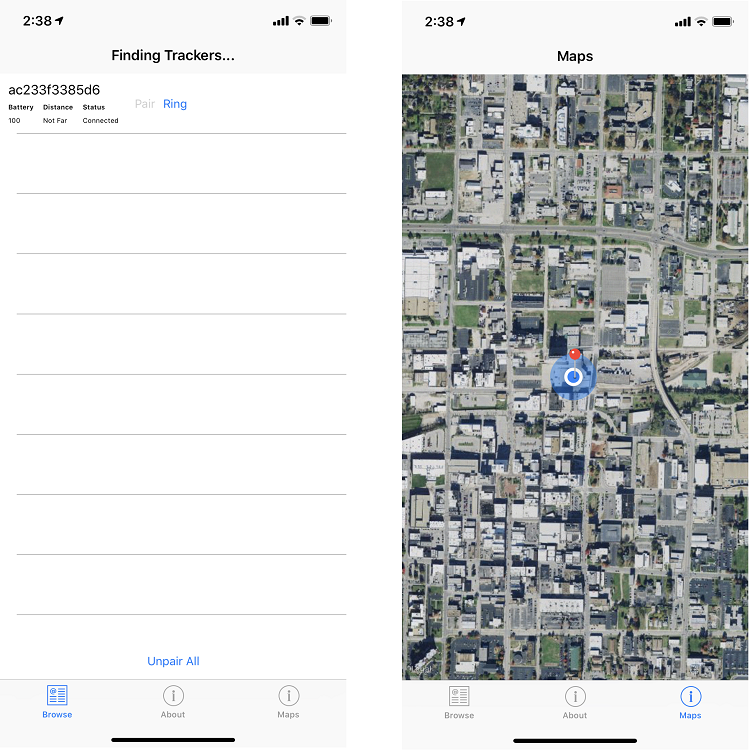 2:38
Finding Trackers...
ac233f3385d6
Battery Distance Status
Pair Ring
100 Not Far Connected
Unpair All
Browse About Maps
2:38
Maps
Browse About Maps